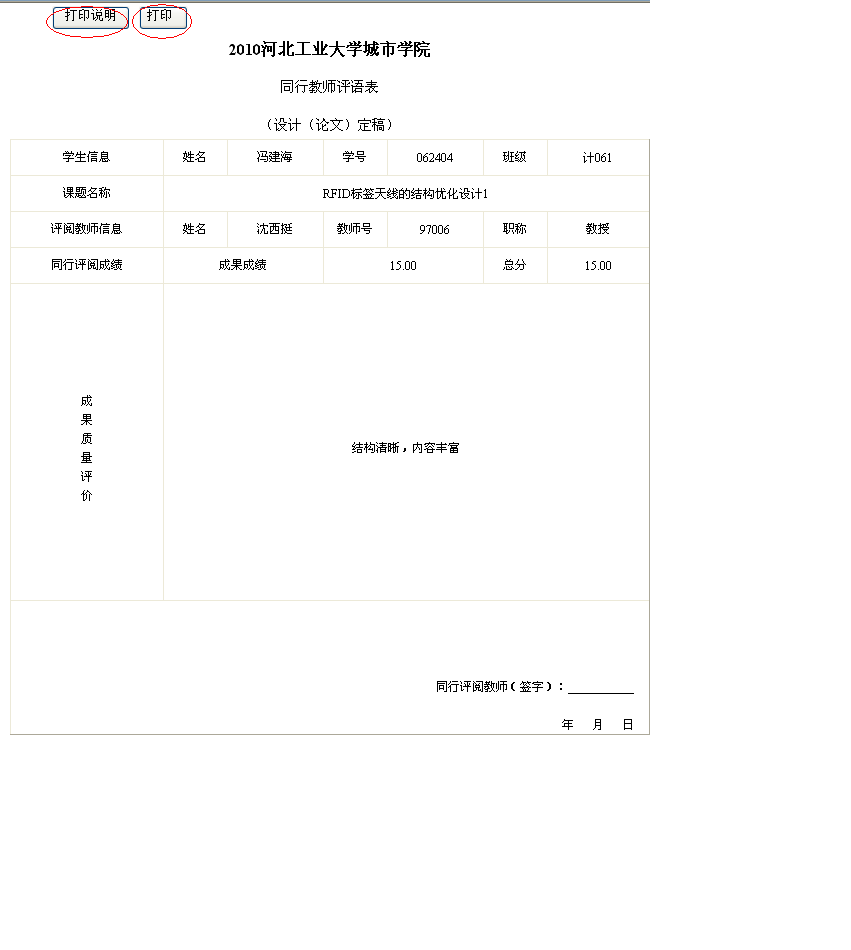 打印说明 打印
2010河北工业大学城市学院
同行教师评语表
（设计（论文）定稿）
学生信息 姓名 冯建海 学号 062404 班级 计061
课题名称 RFID标签天线的结构优化设计1
评阅教师信息 姓名 沈西挺 教师号 97006 职称 教授
同行评阅成绩 成果成绩 15.00 总分 15.00
成
果
质
量
评
价
结构清晰，内容丰富
同行评阅教师（签字）：___________
年 月 日